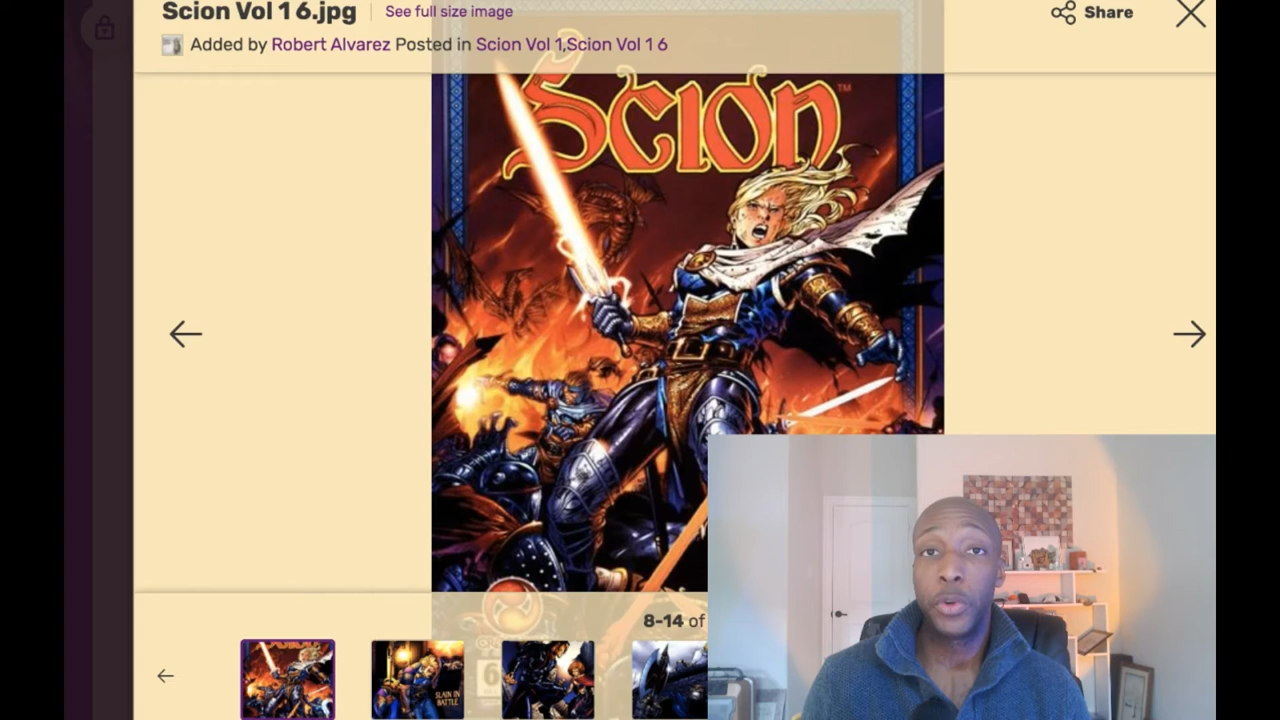 Scion Vol 1 6.jpg
See full size image
Share
Added by Robert Alvarez Posted in Scion Vol 1,Scion Vol 1 6
Scion™
8-14 of
SLAIN IN
BATTLE